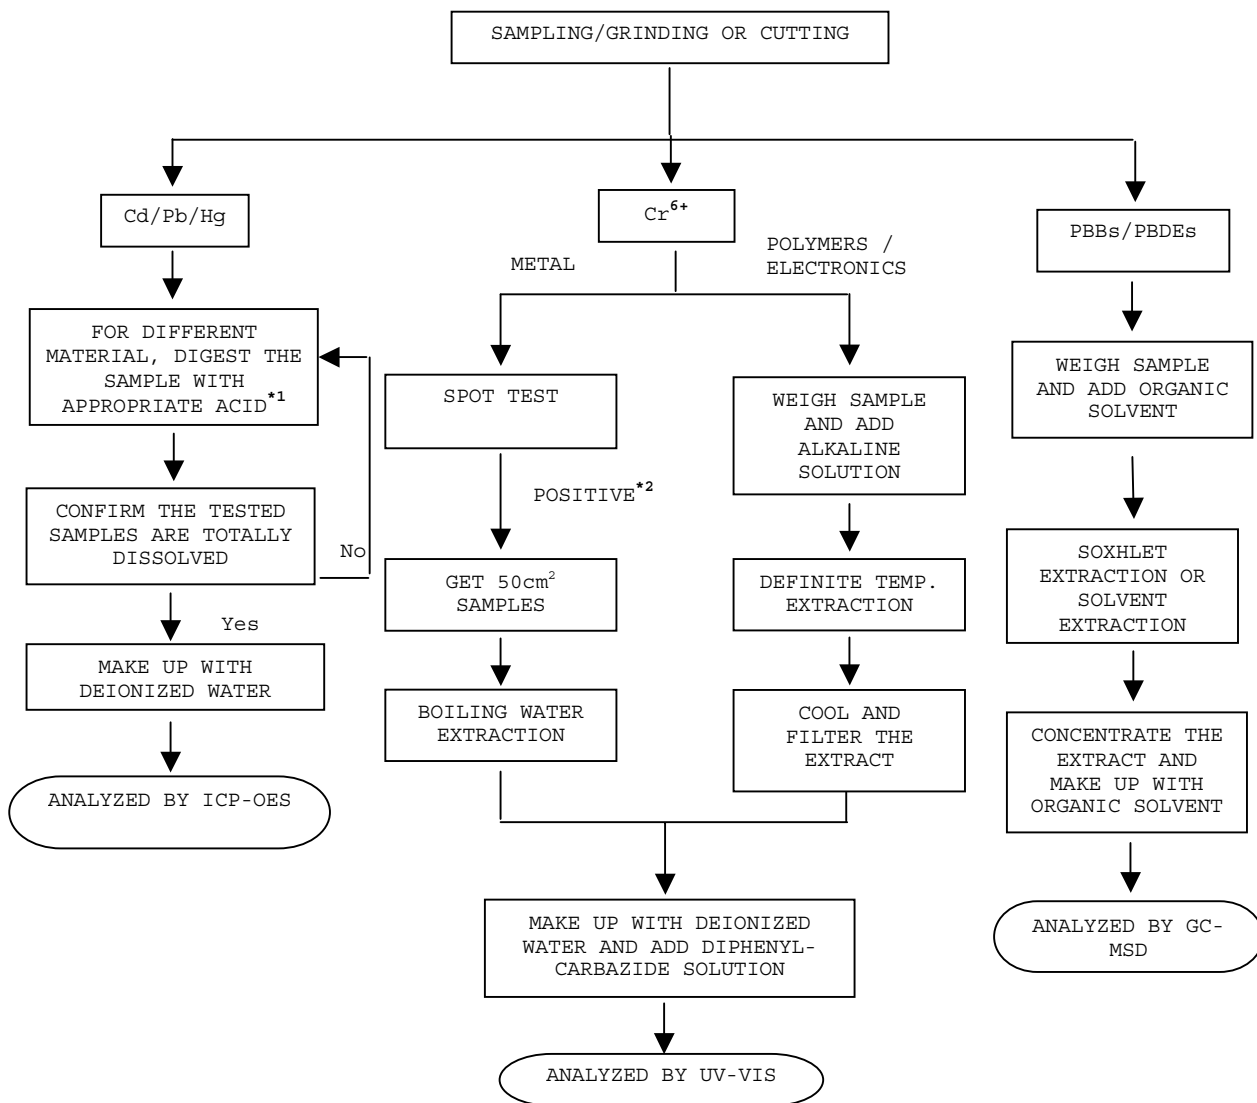 SAMPLING/GRINDING OR CUTTING
Cd/Pb/Hg
FOR DIFFERENT
MATERIAL, DIGEST THE
SAMPLE WITH
APPROPRIATE ACID*1
CONFIRM THE TESTED
SAMPLES ARE TOTALLY
DISSOLVED
No
Yes
MAKE UP WITH
DEIONIZED WATER
ANALYZED BY ICP-OES
Cr6+
METAL
POLYMERS /
ELECTRONICS
SPOT TEST
POSITIVE*2
GET 50cm2
SAMPLES
BOILING WATER
EXTRACTION
WEIGH SAMPLE
AND ADD
ALKALINE
SOLUTION
DEFINITE TEMP.
EXTRACTION
COOL AND
FILTER THE
EXTRACT
MAKE UP WITH DEIONIZED
WATER AND ADD DIPHENYL-
CARBAZIDE SOLUTION
ANALYZED BY UV-VIS
PBBs/PBDEs
WEIGH SAMPLE
AND ADD ORGANIC
SOLVENT
SOXHLET
EXTRACTION OR
SOLVENT
EXTRACTION
CONCENTRATE THE
EXTRACT AND
MAKE UP WITH
ORGANIC SOLVENT
ANALYZED BY GC-
MSD